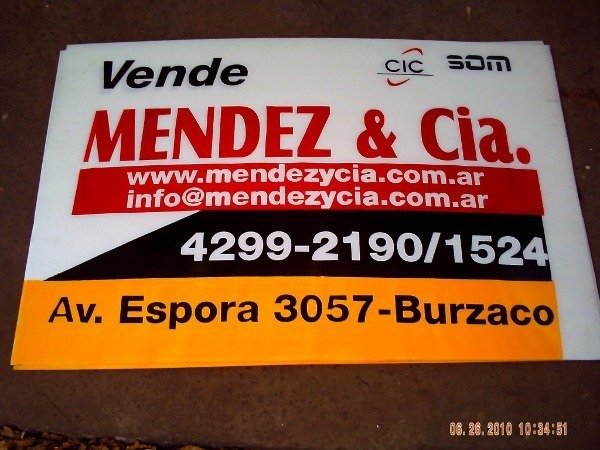 Vende
CIC SOM
MENDEZ & Cia.
www.mendezycia.com.ar
info@mendezycia.com.ar
4299-2190/1524
Av. Espora 3057-Burzaco
06.26.2010 10:34:51